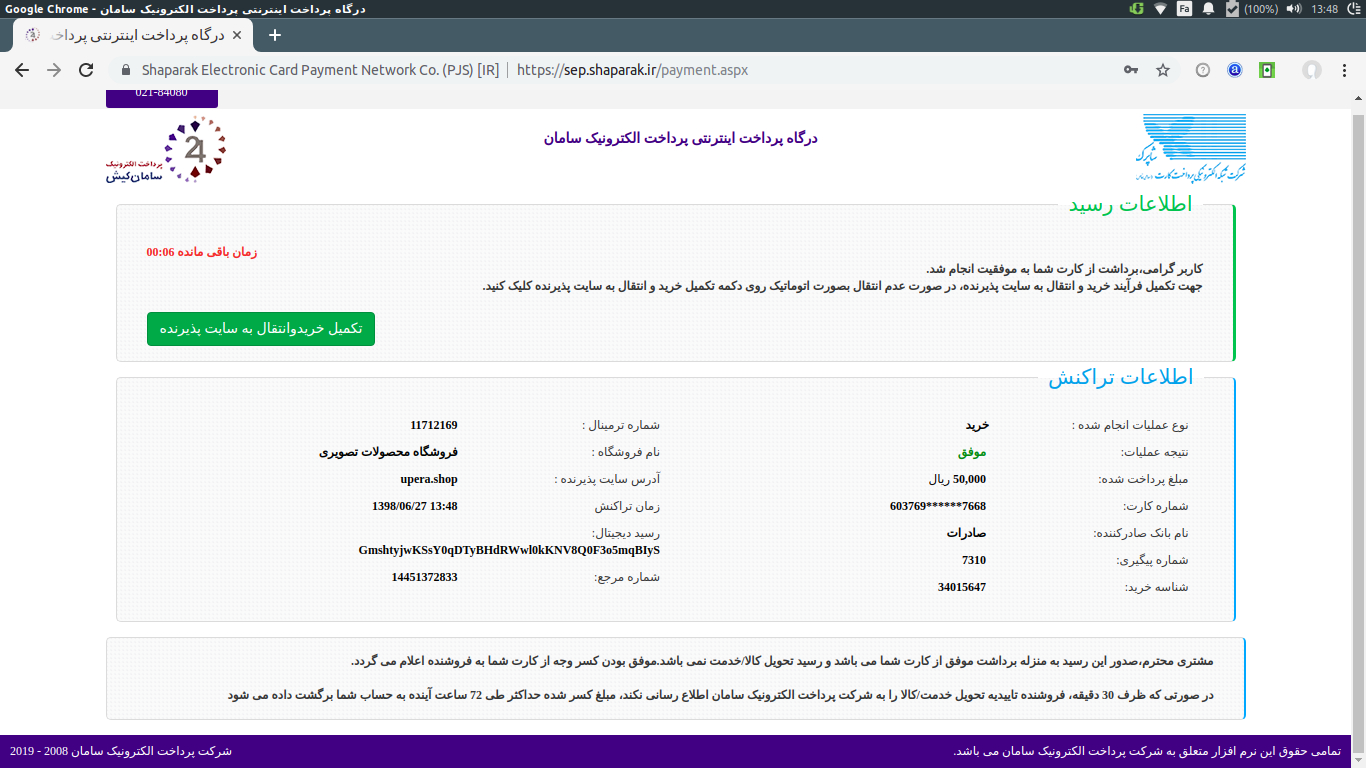 درگاه پرداخت اینترنتی پرداخت الکترونیک سامان - Google Chrome
Fa (100%) 13:48
درگاه پرداخت اینترنتی پرداخ
Shaparak Electronic Card Payment Network Co. (PJS) [IR] | https://sep.shaparak.ir/payment.aspx
021-84080
شاپرک
شرکت شبکه الکترونیکی پرداخت کارت
درگاه پرداخت اینترنتی پرداخت الکترونیک سامان
24
پرداخت الکترونیک
سامان‌کیش
اطلاعات رسید
زمان باقی مانده 00:06
کاربر گرامی،برداشت از کارت شما به موفقیت انجام شد.
جهت تکمیل فرآیند خرید و انتقال به سایت پذیرنده، در صورت عدم انتقال بصورت اتوماتیک روی دکمه تکمیل خرید و انتقال به سایت پذیرنده کلیک کنید.
تکمیل خریدوانتقال به سایت پذیرنده
اطلاعات تراکنش
نوع عملیات انجام شده : خرید
نتیجه عملیات: موفق
مبلغ پرداخت شده: 50,000 ریال
شماره کارت: 603769******7668
نام بانک صادرکننده: صادرات
شماره پیگیری: 7310
شناسه خرید: 34015647
شماره ترمینال : 11712169
نام فروشگاه : فروشگاه محصولات تصویری
آدرس سایت پذیرنده : upera.shop
زمان تراکنش 1398/06/27 13:48
رسید دیجیتال:
GmshtyjwKSsY0qDTyBHdRWwl0kKNV8Q0F3o5mqBIyS
شماره مرجع: 14451372833
مشتری محترم،صدور این رسید به منزله برداشت موفق از کارت شما می باشد و رسید تحویل کالا/خدمت نمی باشد.موفق بودن کسر وجه از کارت شما به فروشنده اعلام می گردد.
در صورتی که ظرف 30 دقیقه، فروشنده تاییدیه تحویل خدمت/کالا را به شرکت پرداخت الکترونیک سامان اطلاع رسانی نکند، مبلغ کسر شده حداکثر طی 72 ساعت آینده به حساب شما برگشت داده می شود
تمامی حقوق این نرم افزار متعلق به شرکت پرداخت الکترونیک سامان می باشد.
شرکت پرداخت الکترونیک سامان 2008 - 2019